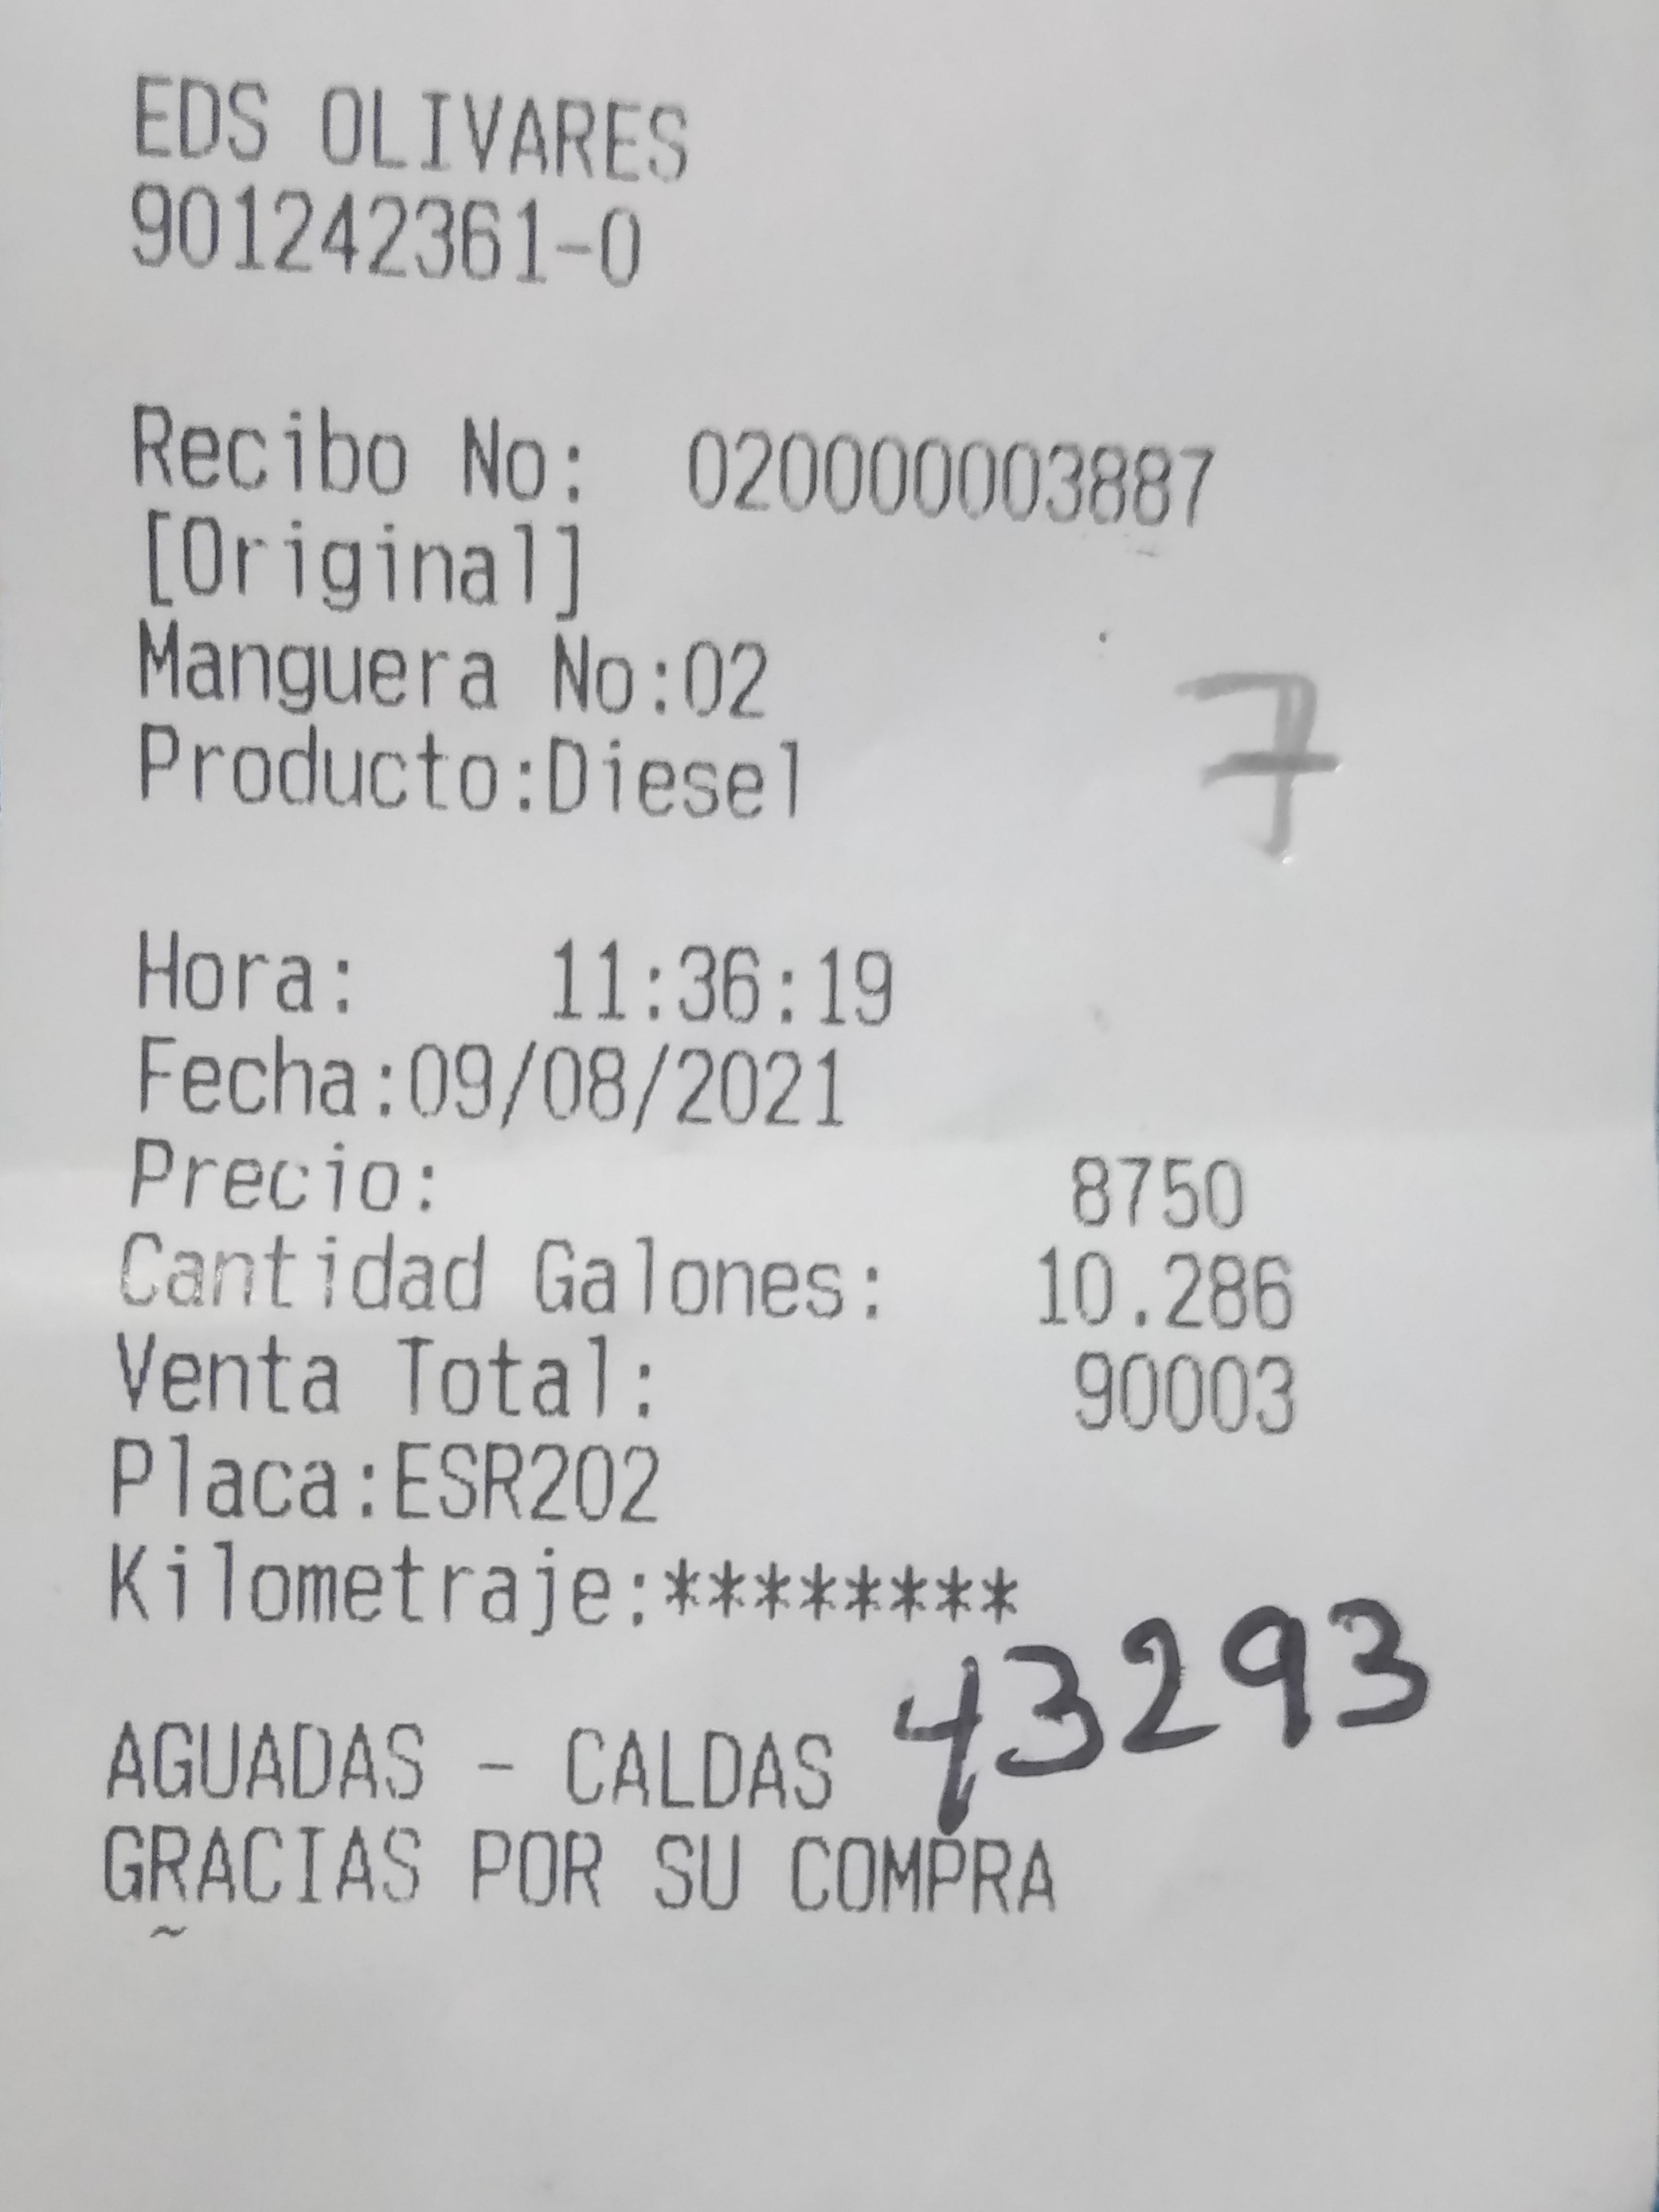 EDS OLIVARES
901242361-0
Recibo No: 020000003887
[Original]
Manguera No:02
Producto:Diesel
7
Hora: 11:36:19
Fecha:09/08/2021
Precio: 8750
Cantidad Galones: 10.286
Venta Total: 90003
Placa:ESR202
Kilometraje:********
43293
AGUADAS - CALDAS
GRACIAS POR SU COMPRA
~